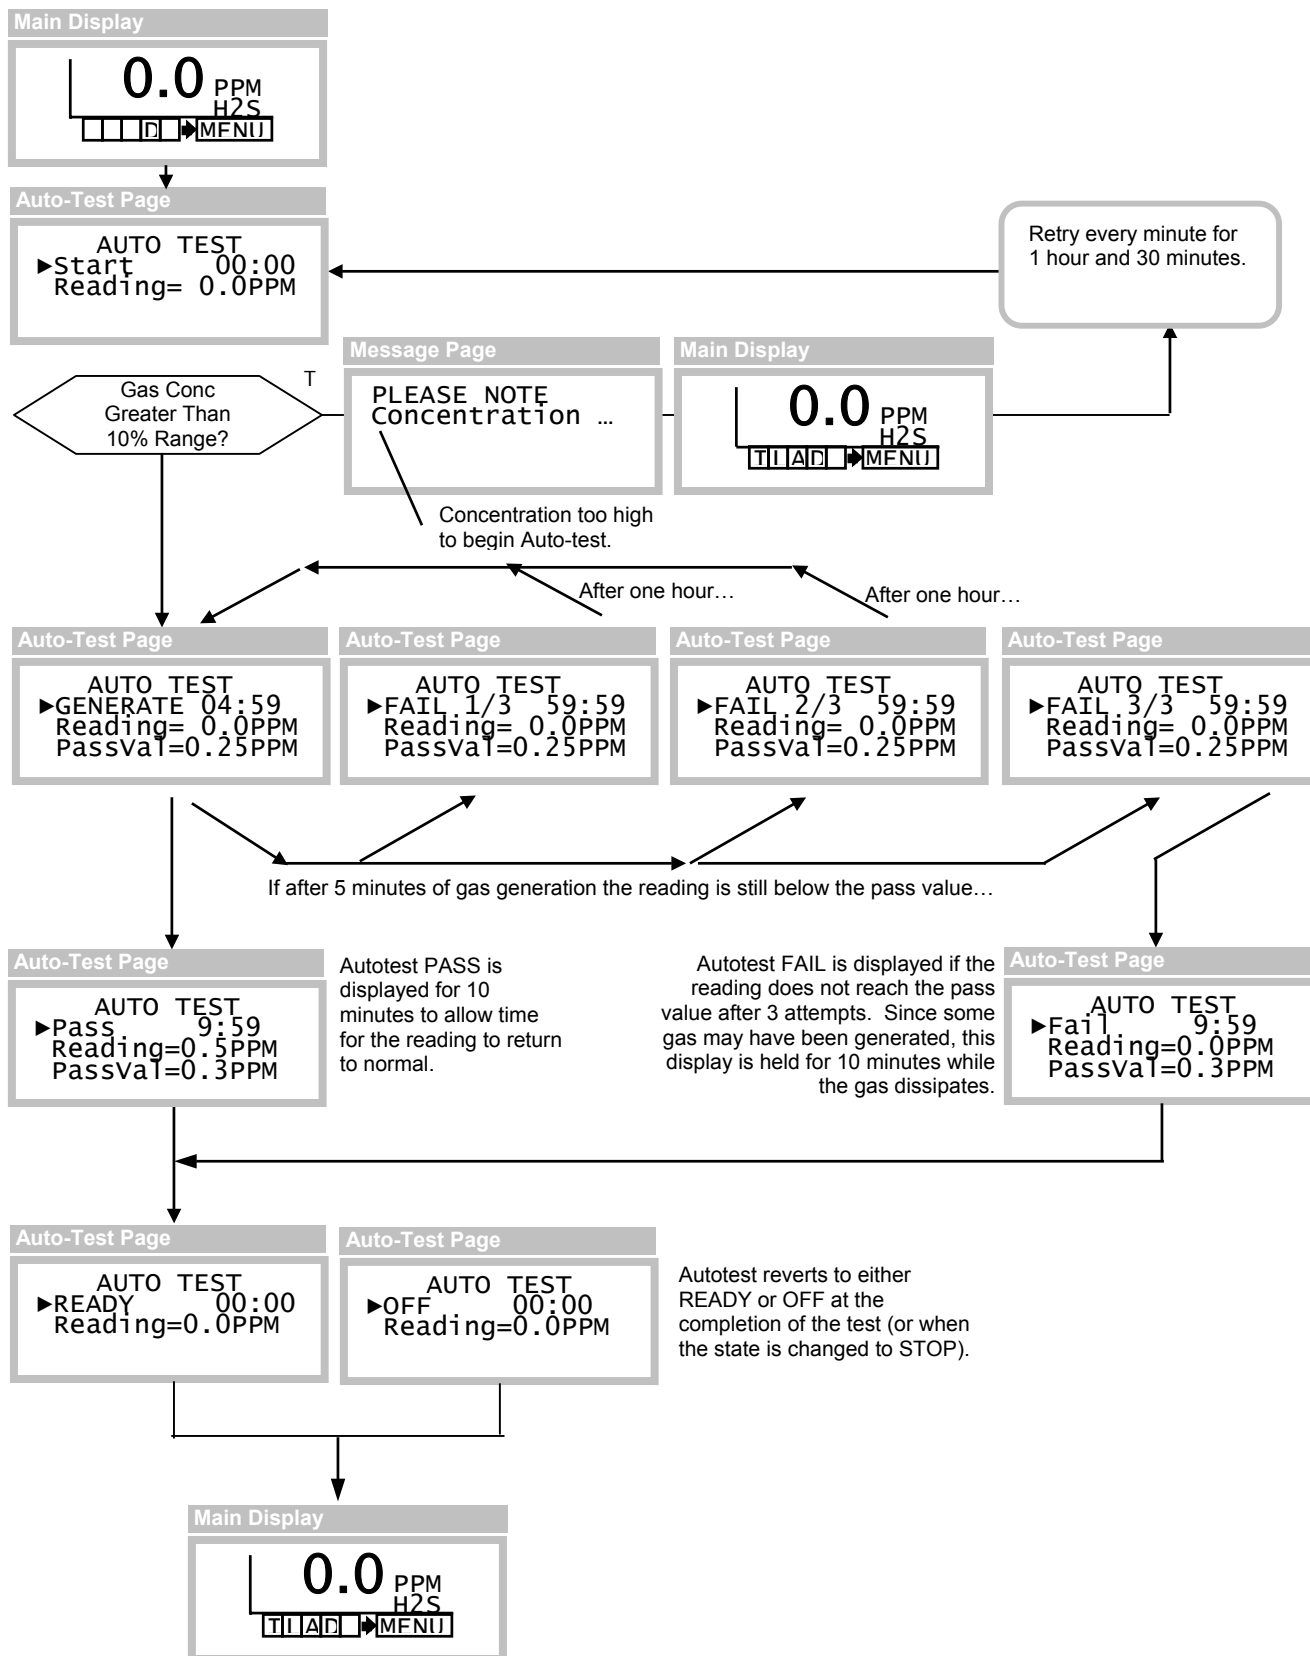 Main Display
0.0 PPM
H2S
D MENU
Auto-Test Page
AUTO TEST
►Start 00:00
Reading= 0.0PPM
Retry every minute for
1 hour and 30 minutes.
Gas Conc
Greater Than
10% Range?
T
Message Page
PLEASE NOTE
Concentration ...
Main Display
0.0 PPM
H2S
T L A D MENU
Concentration too high
to begin Auto-test.
After one hour…
After one hour…
Auto-Test Page
AUTO TEST
►GENERATE 04:59
Reading= 0.0PPM
PassVal=0.25PPM
Auto-Test Page
AUTO TEST
►FAIL 1/3 59:59
Reading= 0.0PPM
PassVal=0.25PPM
Auto-Test Page
AUTO TEST
►FAIL 2/3 59:59
Reading= 0.0PPM
PassVal=0.25PPM
Auto-Test Page
AUTO TEST
►FAIL 3/3 59:59
Reading= 0.0PPM
PassVal=0.25PPM
If after 5 minutes of gas generation the reading is still below the pass value…
Auto-Test Page
AUTO TEST
►Pass 9:59
Reading=0.5PPM
PassVal=0.3PPM
Autotest PASS is
displayed for 10
minutes to allow time
for the reading to return
to normal.
Autotest FAIL is displayed if the
reading does not reach the pass
value after 3 attempts. Since some
gas may have been generated, this
display is held for 10 minutes while
the gas dissipates.
Auto-Test Page
AUTO TEST
►Fail 9:59
Reading=0.0PPM
PassVal=0.3PPM
Auto-Test Page
AUTO TEST
►READY 00:00
Reading=0.0PPM
Auto-Test Page
AUTO TEST
►OFF 00:00
Reading=0.0PPM
Autotest reverts to either
READY or OFF at the
completion of the test (or when
the state is changed to STOP).
Main Display
0.0 PPM
H2S
T L A D MENU